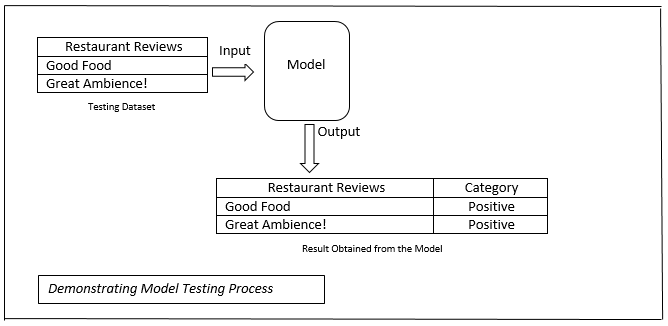 Restaurant Reviews
Good Food
Great Ambience!
Testing Dataset
Input
Model
Output
Restaurant Reviews Category
Good Food Positive
Great Ambience! Positive
Result Obtained from the Model
Demonstrating Model Testing Process